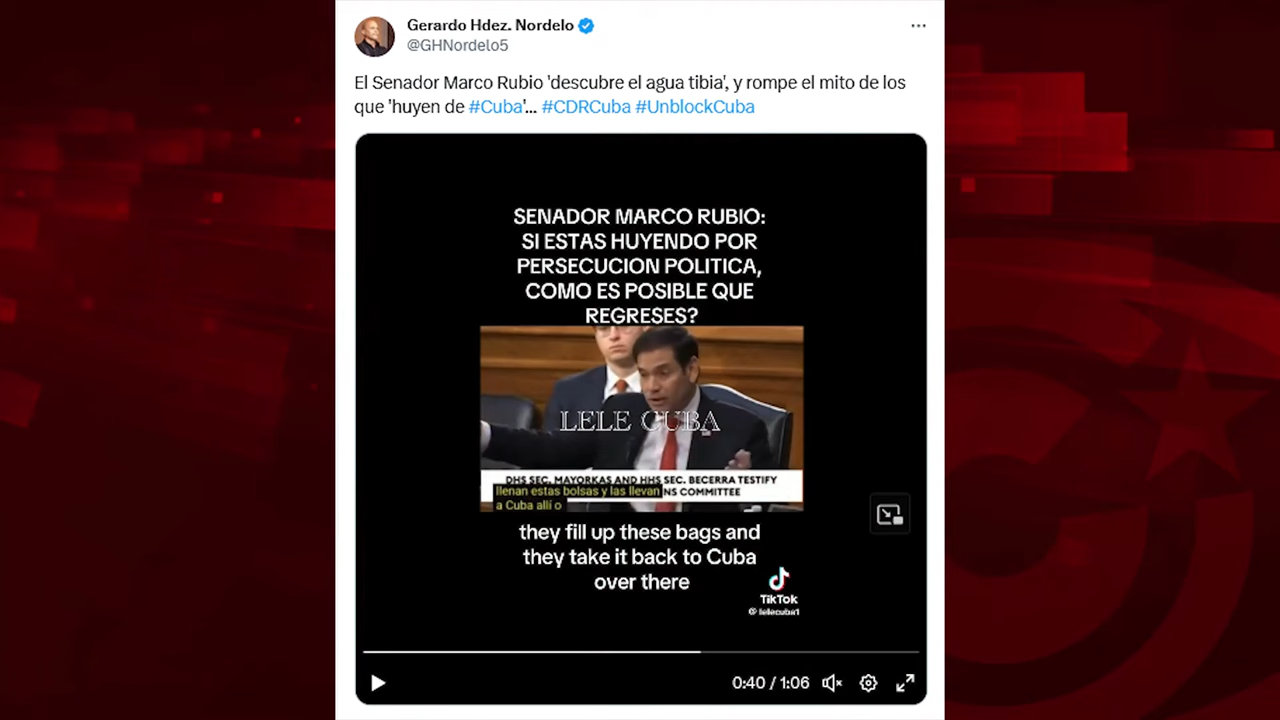 Gerardo Hdez. Nordelo
@GHNordelo5
El Senador Marco Rubio 'descubre el agua tibia', y rompe el mito de los
que 'huyen de #Cuba'... #CDRCuba #UnblockCuba
SENADOR MARCO RUBIO:
SI ESTAS HUYENDO POR
PERSECUCION POLITICA,
COMO ES POSIBLE QUE
REGRESES?
LELE CUBA
DHS SEC. MAYORKAS AND HHS SEC. BECERRA TESTIFY
NS COMMITTEE
llenan estas bolsas y las llevan
a Cuba allí o
they fill up these bags and
they take it back to Cuba
over there
TikTok
@lelecuba1
0:40 / 1:06